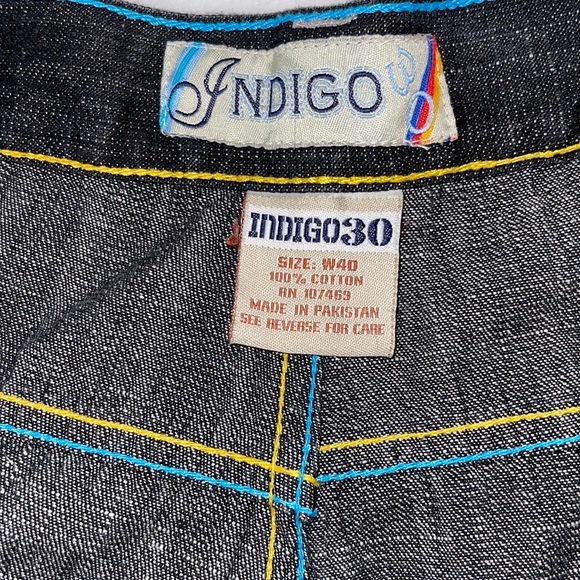 INDIGO
INDIGO30
SIZE: W40
100% COTTON
RN 107469
MADE IN PAKISTAN
SEE REVERSE FOR CARE